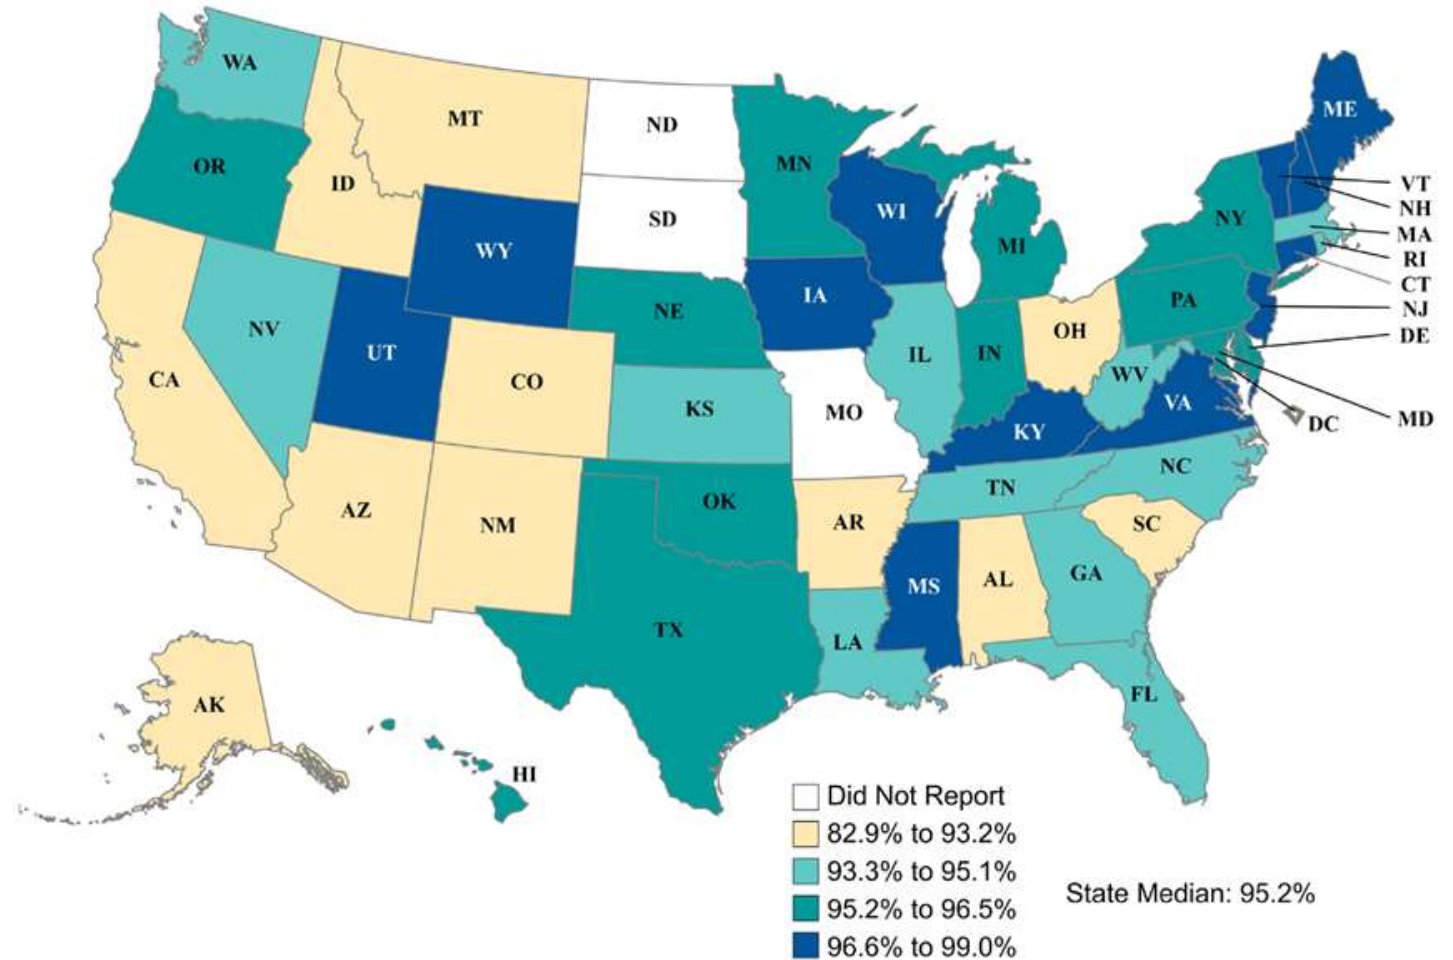 WA
MT
ND
MN
ME
OR
ID
SD
WI
MI
NY
VT
NH
MA
RI
CT
NJ
DE
MD
DC
WY
IA
NE
PA
NV
UT
CO
IL
IN
OH
WV
VA
CA
KS
MO
KY
NC
TN
AZ
NM
OK
AR
SC
MS
AL
GA
TX
LA
FL
AK
HI
Did Not Report
82.9% to 93.2%
93.3% to 95.1%
95.2% to 96.5%
96.6% to 99.0%
State Median: 95.2%